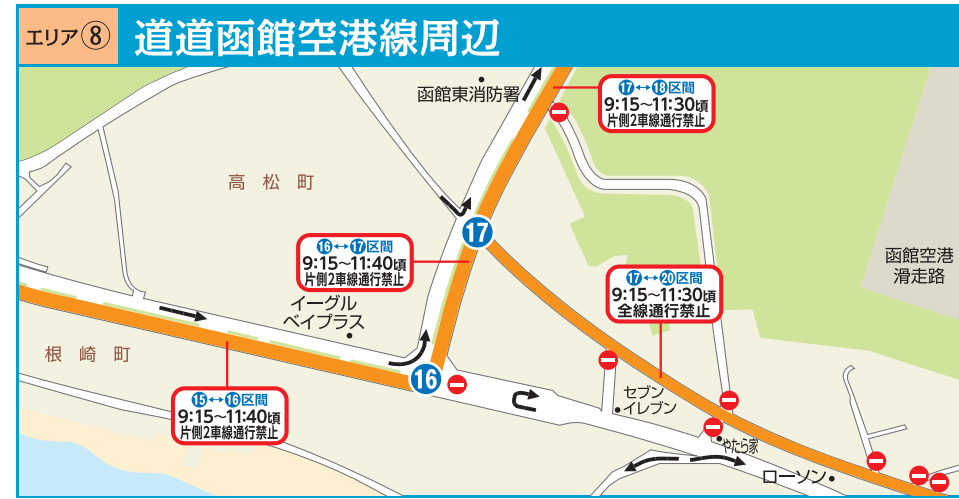 エリア⑧
道道函館空港線周辺
函館東消防署
⑰↔⑱区間
9:15~11:30頃
片側2車線通行禁止
高松町
⑰
⑯↔⑰区間
9:15~11:40頃
片側2車線通行禁止
函館空港
滑走路
⑰↔⑳区間
9:15~11:30頃
全線通行禁止
イーグル
ベイプラス
根崎町
⑯
⑮↔⑯区間
9:15~11:40頃
片側2車線通行禁止
セブン
イレブン
やたら家
ローソン